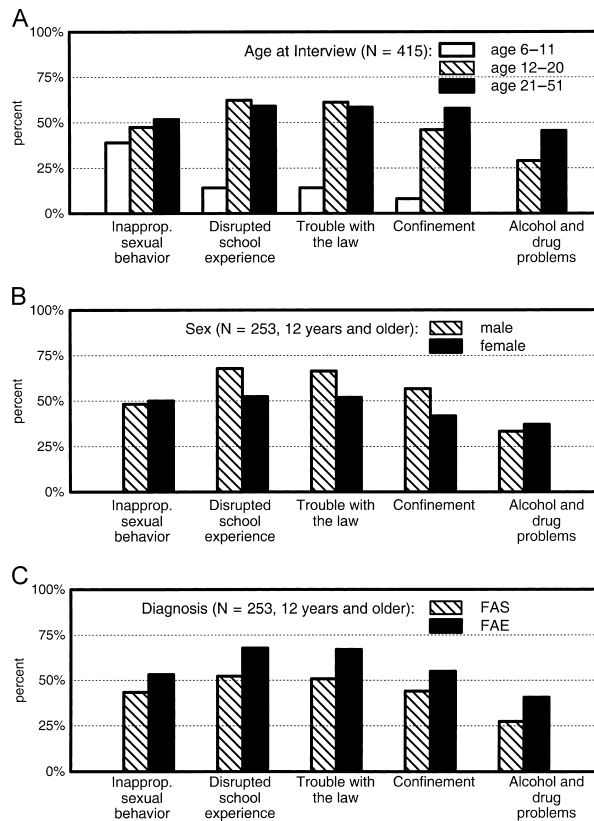 A
100%
Age at Interview (N = 415):
age 6–11
age 12–20
age 21–51
75%
50%
25%
0%
percent
Inapprop.
sexual
behavior
Disrupted
school
experience
Trouble with
the law
Confinement
Alcohol and
drug
problems
B
100%
Sex (N = 253, 12 years and older):
male
female
75%
50%
25%
0%
percent
Inapprop.
sexual
behavior
Disrupted
school
experience
Trouble with
the law
Confinement
Alcohol and
drug
problems
C
100%
Diagnosis (N = 253, 12 years and older):
FAS
FAE
75%
50%
25%
0%
percent
Inapprop.
sexual
behavior
Disrupted
school
experience
Trouble with
the law
Confinement
Alcohol and
drug
problems